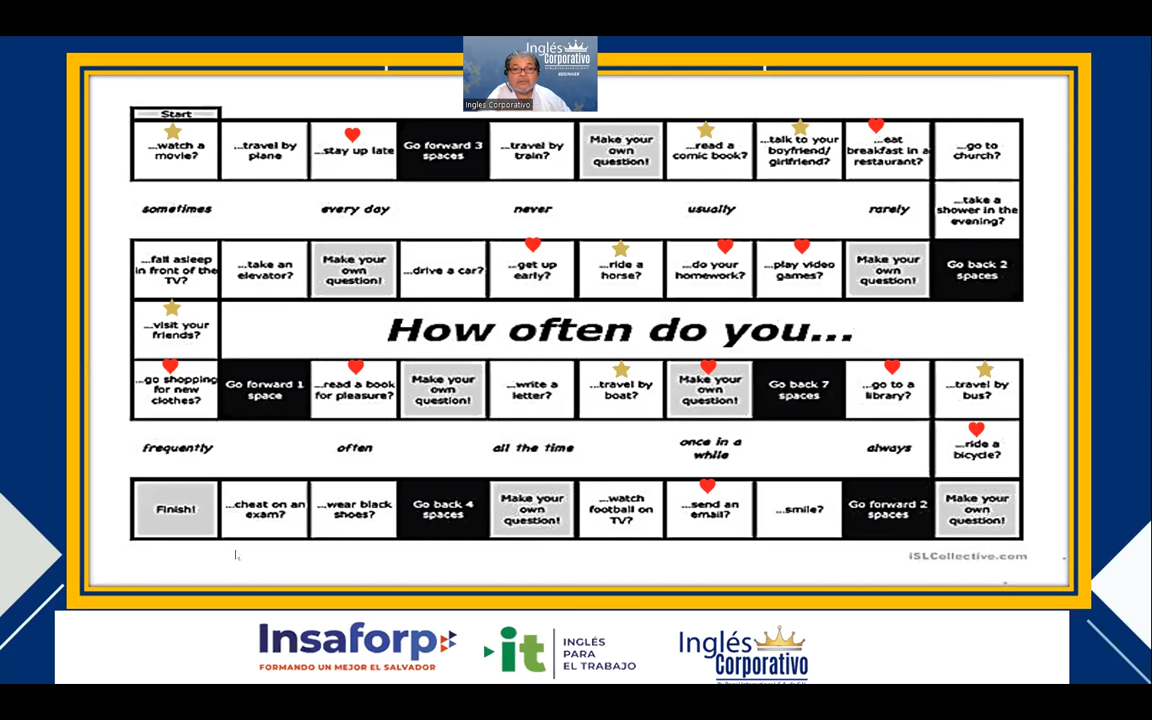 Inglés
Corporativo
BEGINNER
Ingles Corporativo
Start
...watch a
movie?
...travel by
plane
...stay up late
Go forward 3
spaces
...travel by
train?
Make your
own
question!
...read a
comic book?
...talk to your
boyfriend/
girlfriend?
...eat
breakfast in a
restaurant?
...go to
church?
sometimes
every day
never
usually
rarely
...take a
shower in the
evening?
...fall asleep
in front of the
TV?
...take an
elevator?
Make your
own
question!
...drive a car?
...get up
early?
...ride a
horse?
...do your
homework?
...play video
games?
Make your
own
question!
Go back 2
spaces
...visit your
friends?
How often do you...
...go shopping
for new
clothes?
Go forward 1
space
...read a book
for pleasure?
Make your
own
question!
...write a
letter?
...travel by
boat?
Make your
own
question!
Go back 7
spaces
...go to a
library?
...travel by
bus?
frequently
often
all the time
once in a
while
always
...ride a
bicycle?
Finish!
...cheat on an
exam?
...wear black
shoes?
Go back 4
spaces
Make your
own
question!
...watch
football on
TV?
...send an
email?
...smile?
Go forward 2
spaces
Make your
own
question!
iSLCollective.com
Insaforp
FORMANDO UN MEJOR EL SALVADOR
it
INGLÉS
PARA
EL TRABAJO
Inglés
Corporativo